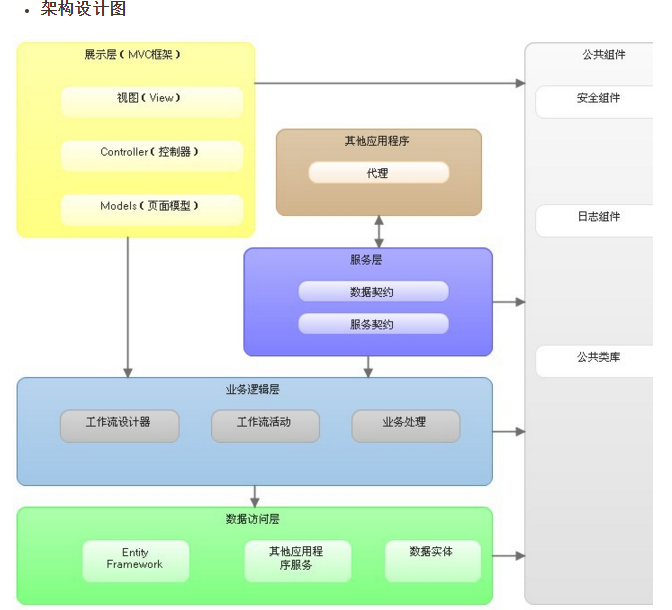 架构设计图
展示层（MVC框架）
视图（View）
Controller（控制器）
Models（页面模型）
其他应用程序
代理
服务层
数据契约
服务契约
业务逻辑层
工作流设计器
工作流活动
业务处理
数据访问层
Entity
Framework
其他应用程
序服务
数据实体
公共组件
安全组件
日志组件
公共类库